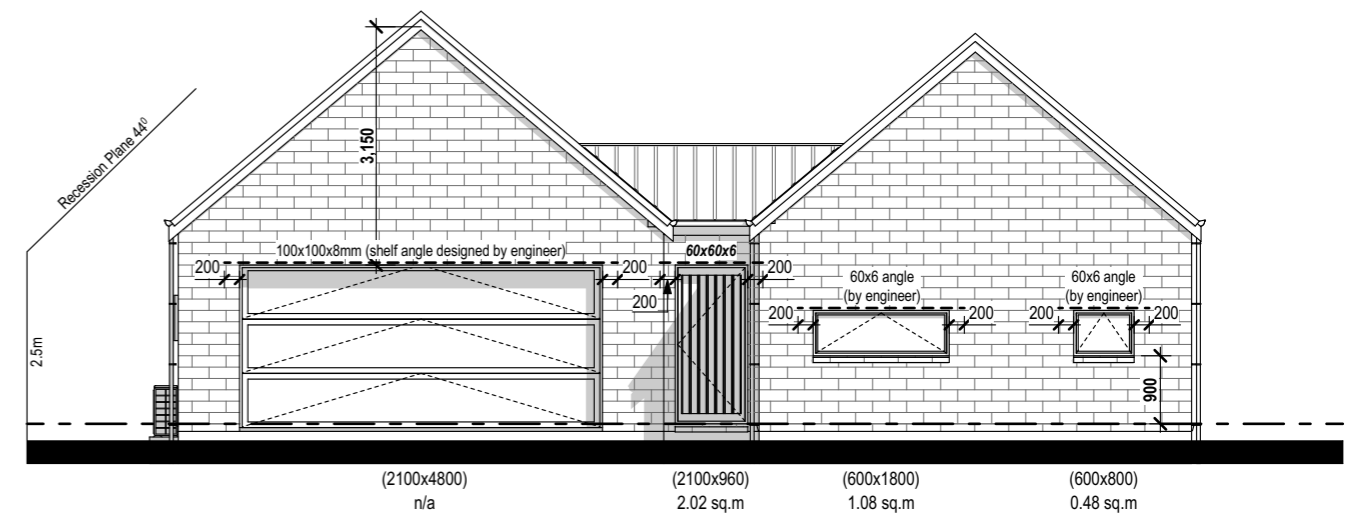 3,150
Recession Plane 44⁰
100x100x8mm (shelf angle designed by engineer)
60x60x6
200
200
200
200
60x6 angle
(by engineer)
60x6 angle
(by engineer)
200
200
200
200
2.5m
900
(2100x4800)
n/a
(2100x960)
2.02 sq.m
(600x1800)
1.08 sq.m
(600x800)
0.48 sq.m